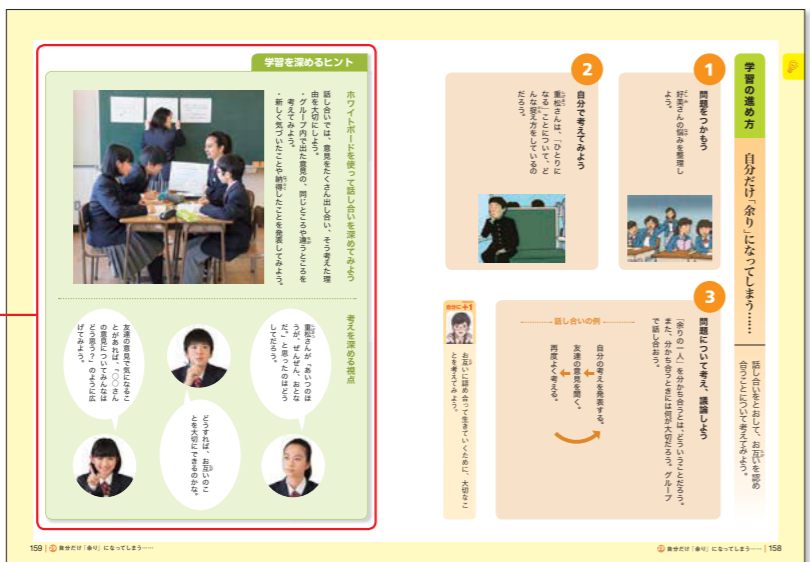 学習の進め方
自分だけ「余り」になってしまう……
話し合いをとおして、お互いを認め
合うことについて考えてみよう。
1
問題をつかもう
好美さんの悩みを整理し
よう。
2
自分で考えてみよう
重松さんは、「ひとりに
なる」ことについて、ど
んな捉え方をしているの
だろう。
3
問題について考え、議論しよう
「余りの一人」を分かち合うとは、どういうことだろう。
また、分かち合うときには何が大切だろう。グループ
で話し合おう。
話し合いの例
自分の考えを発表する。
友達の意見を聞く。
再度よく考える。
自分に+1
お互いに認め合って生きていくために、大切なこ
とを考えてみよう。
158
自分だけ「余り」になってしまう……
学習を深めるヒント
ホワイトボードを使って話し合いを深めてみよう
話し合いでは、意見をたくさん出し合い、そう考えた理
由を大切にしよう。
・グループ内で出た意見の、同じところや違うところを
考えてみよう。
・新しく気づいたことや納得したことを発表してみよう。
考えを深める視点
重松さんが、「あいつのほ
うが、ぜんぜん、おとな
だ。」と思ったのはどう
してだろう。
どうすれば、お互いのこ
とを大切にできるのかな。
友達の意見で気になるこ
とがあれば、「○○さん
の意見についてみんなは
どう思う？」のように広
げてみよう。
159
自分だけ「余り」になってしまう……